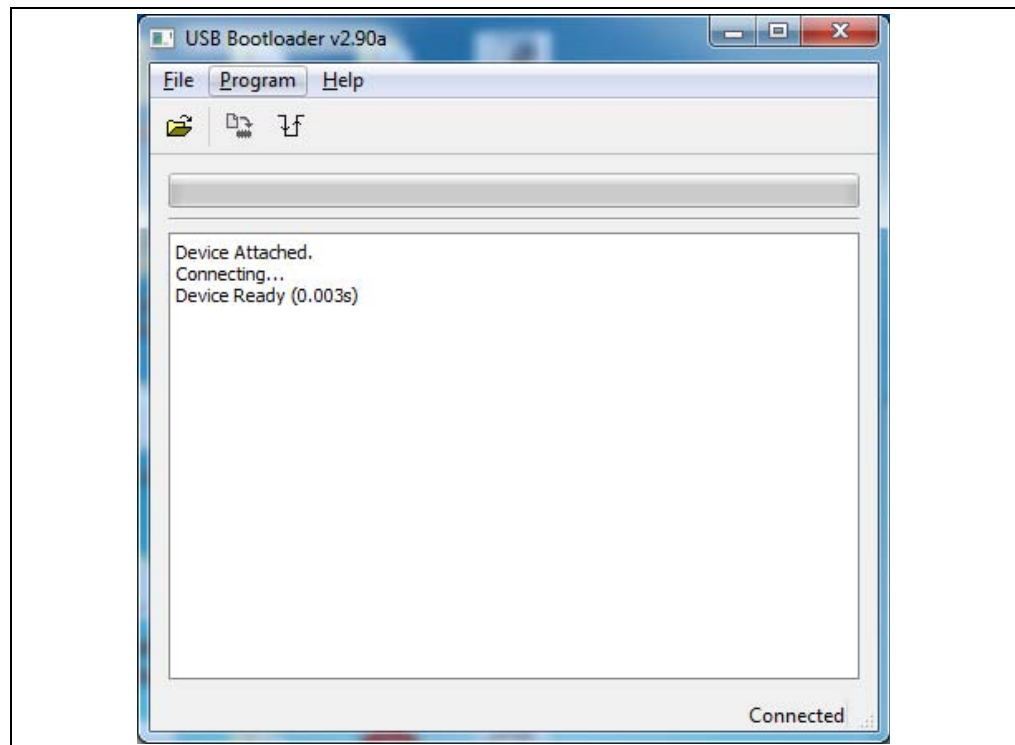 USB Bootloader v2.90a
File Program Help
Device Attached.
Connecting...
Device Ready (0.003s)
Connected